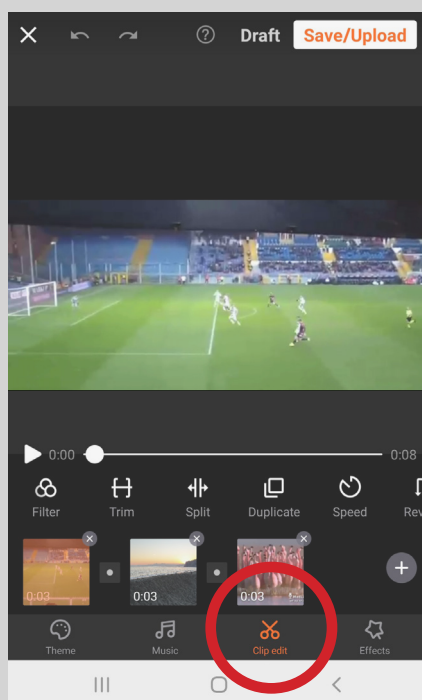 Draft Save/Upload
0:00 0:08
Filter Trim Split Duplicate Speed Rev
0:03 0:03 0:03
Theme Music Clip edit Effects